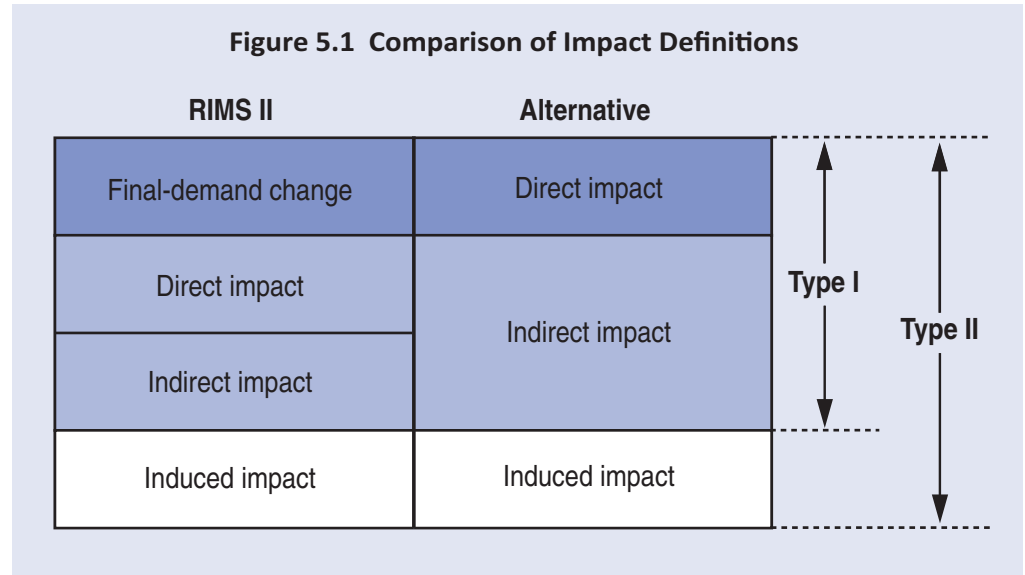 Figure 5.1  Comparison of Impact Definitions
RIMS II
Alternative
Final-demand change
Direct impact
Direct impact
Indirect impact
Indirect impact
Induced impact
Induced impact
Type I
Type II